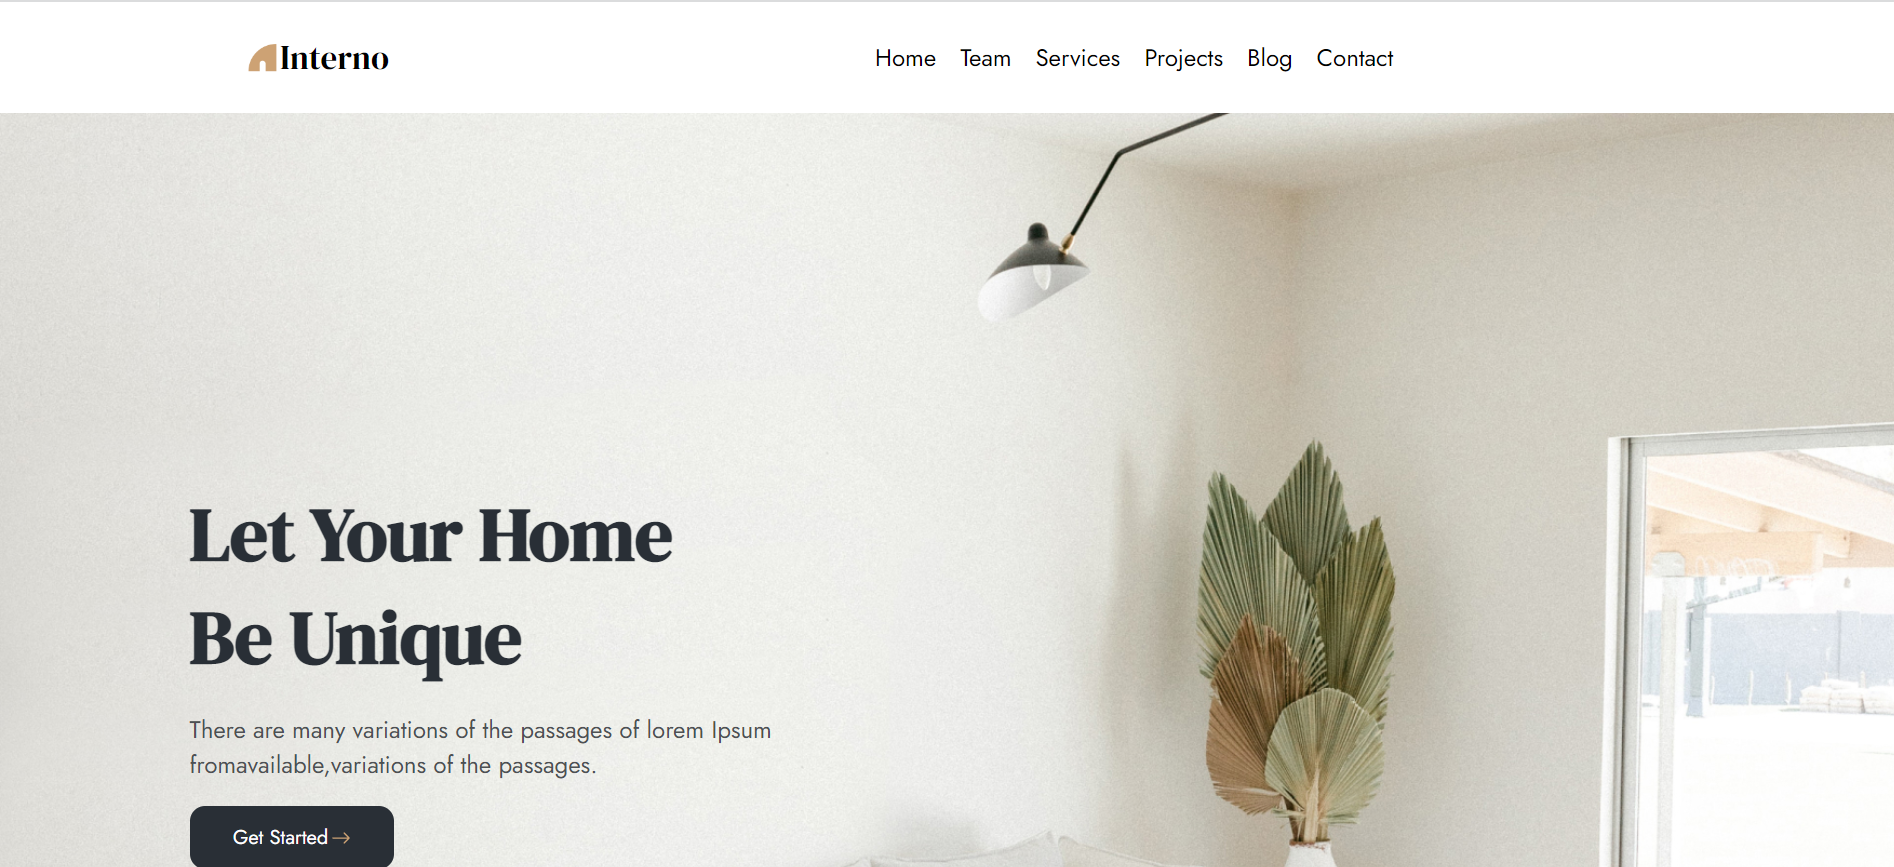 Interno
Home Team Services Projects Blog Contact
Let Your Home
Be Unique
There are many variations of the passages of lorem Ipsum
fromavailable,variations of the passages.
Get Started →